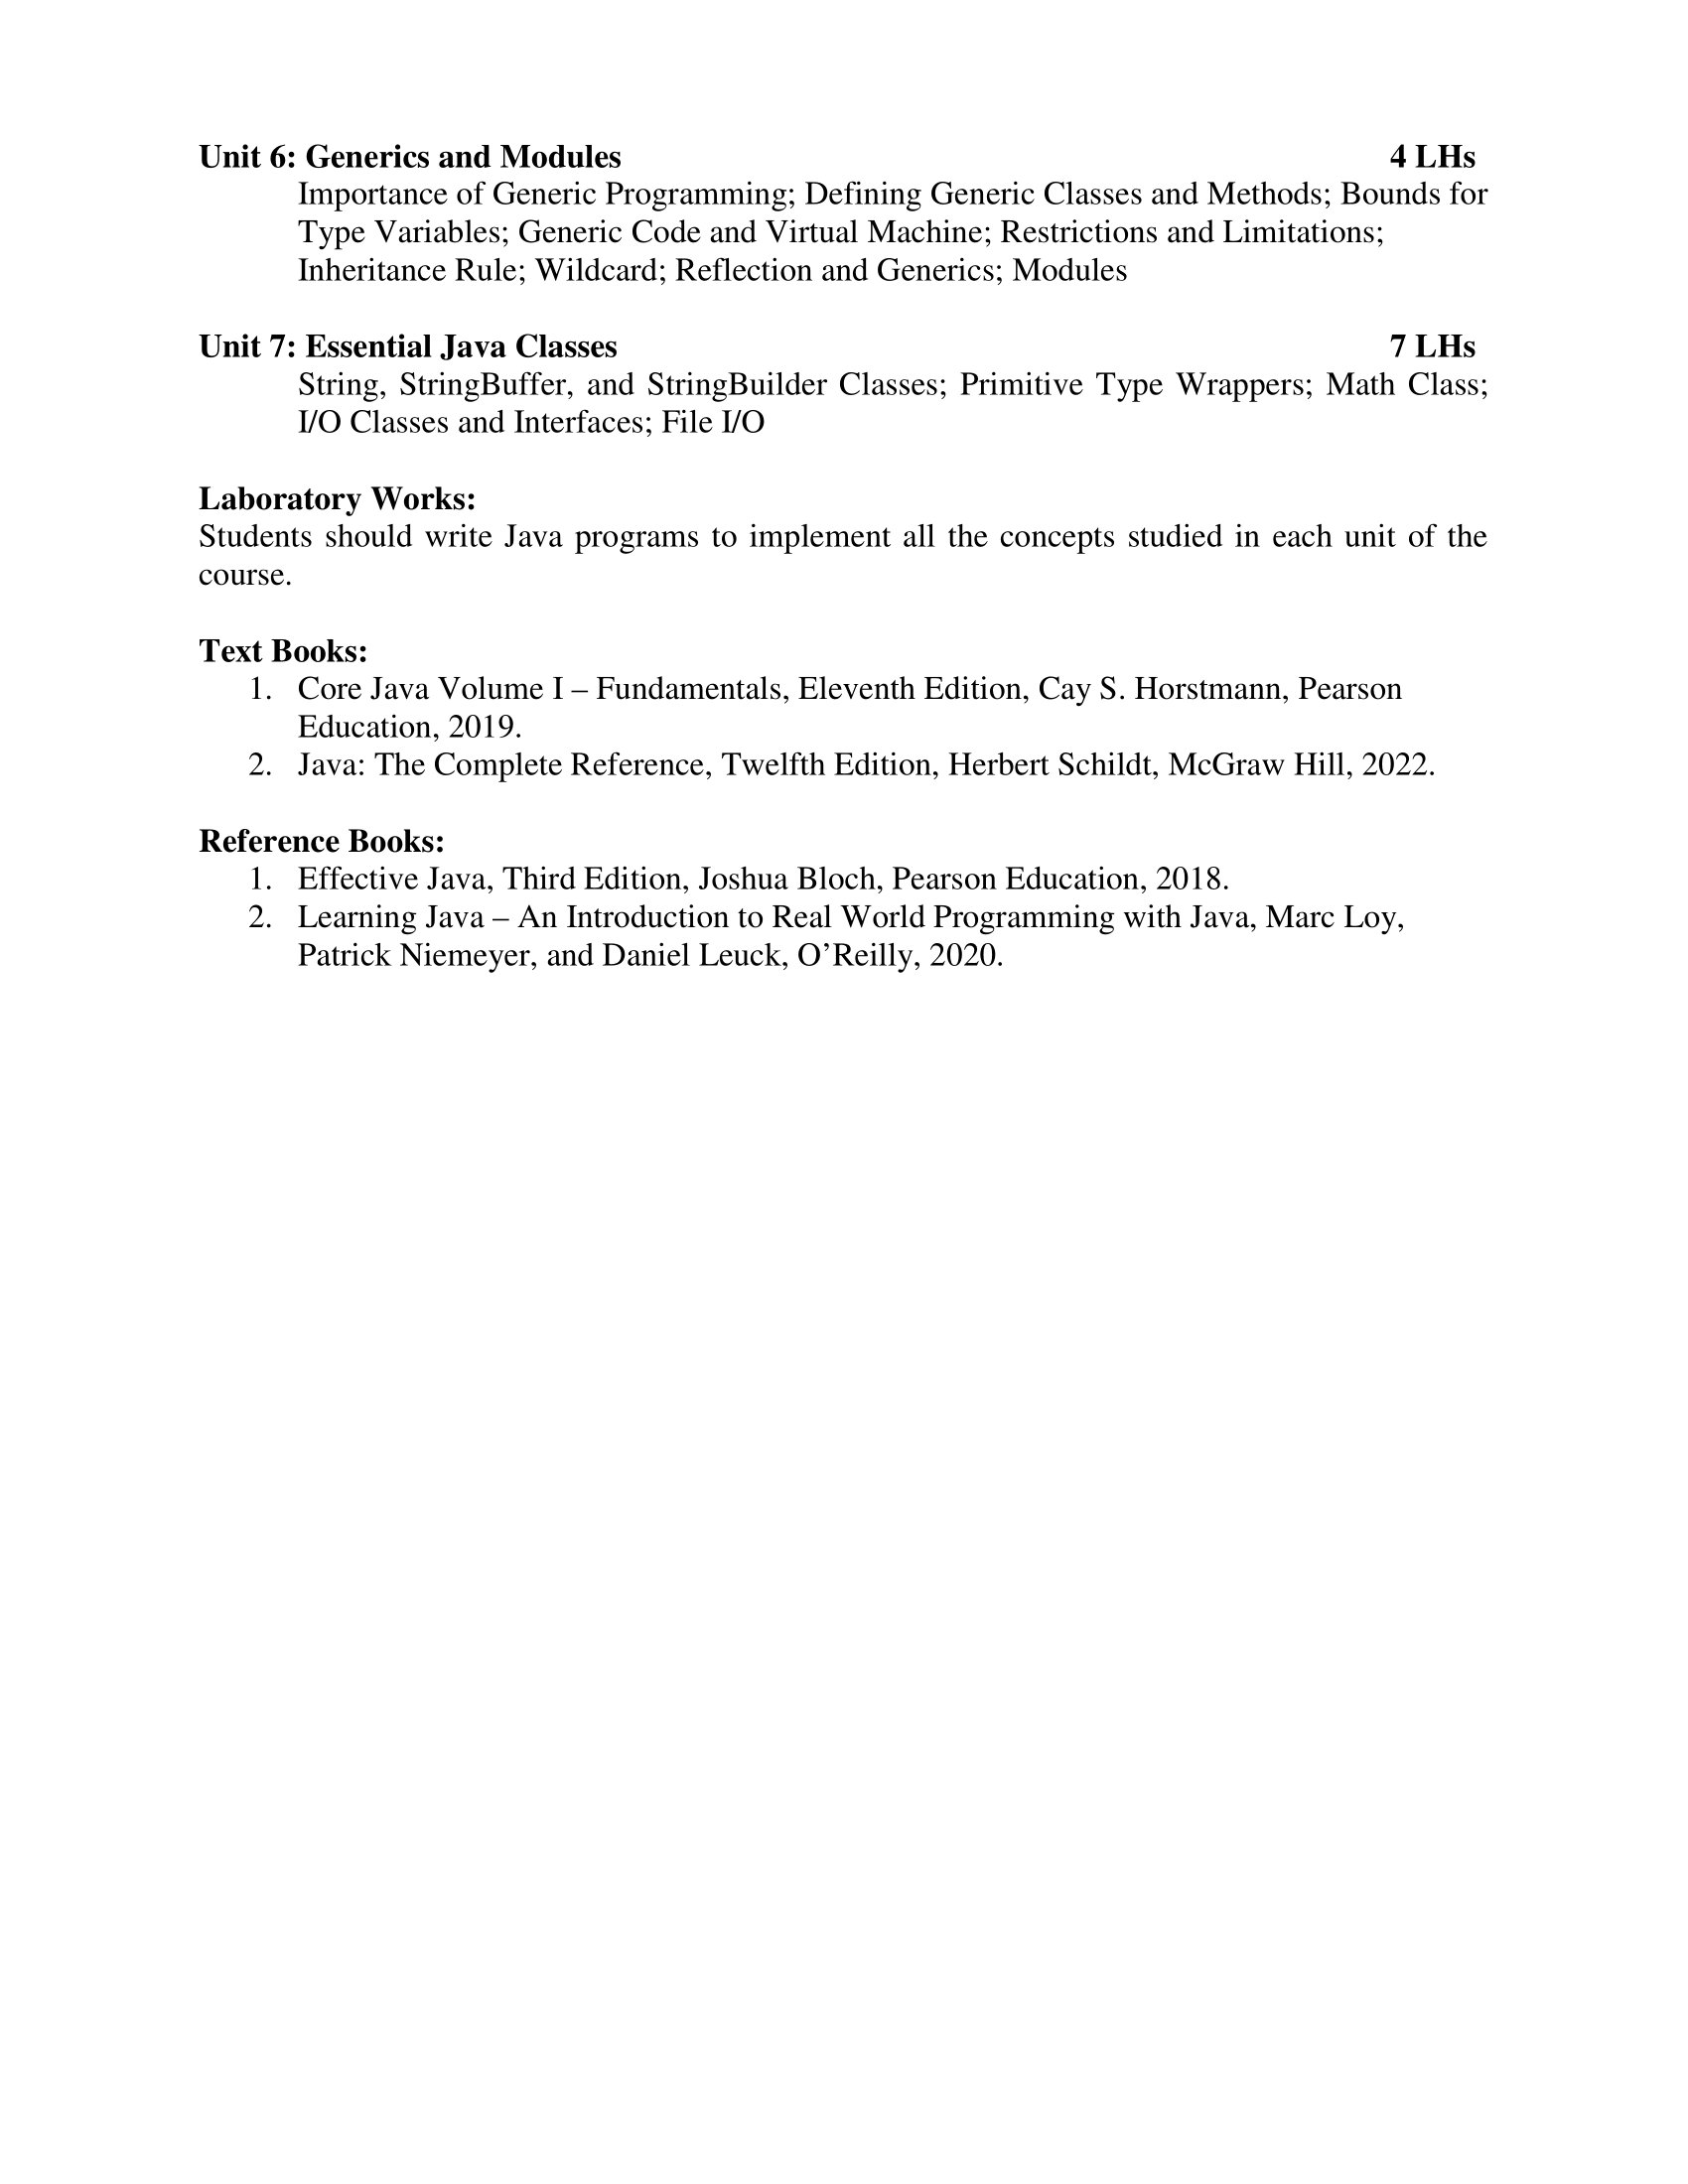 Unit 6: Generics and Modules 4 LHs
Importance of Generic Programming; Defining Generic Classes and Methods; Bounds for
Type Variables; Generic Code and Virtual Machine; Restrictions and Limitations;
Inheritance Rule; Wildcard; Reflection and Generics; Modules
Unit 7: Essential Java Classes 7 LHs
String, StringBuffer, and StringBuilder Classes; Primitive Type Wrappers; Math Class;
I/O Classes and Interfaces; File I/O
Laboratory Works:
Students should write Java programs to implement all the concepts studied in each unit of the
course.
Text Books:
1. Core Java Volume I – Fundamentals, Eleventh Edition, Cay S. Horstmann, Pearson
Education, 2019.
2. Java: The Complete Reference, Twelfth Edition, Herbert Schildt, McGraw Hill, 2022.
Reference Books:
1. Effective Java, Third Edition, Joshua Bloch, Pearson Education, 2018.
2. Learning Java – An Introduction to Real World Programming with Java, Marc Loy,
Patrick Niemeyer, and Daniel Leuck, O’Reilly, 2020.